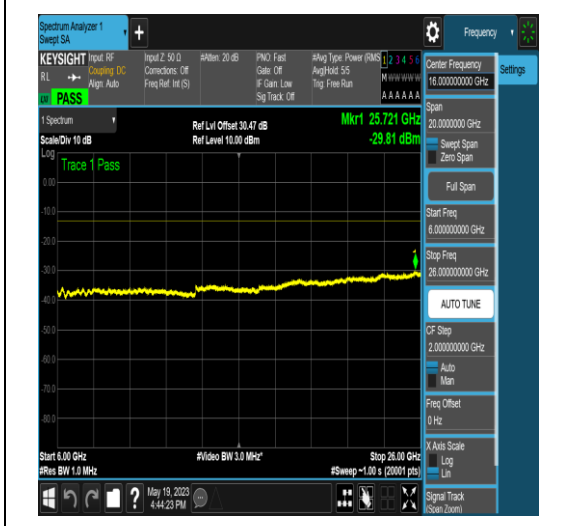 Spectrum Analyzer 1
Swept SA
+
Frequency
KEYSIGHT
RL
Input: RF
Coupling: DC
Align: Auto
Input Z: 50 Ω
Corrections: Off
Freq Ref: Int (S)
#Atten: 20 dB
PNO: Fast
Gate: Off
IF Gain: Low
Sig Track: Off
#Avg Type: Power (RMS)
Avg|Hold: 5/5
Trig: Free Run
1 2 3 4 5 6
M W W W W W
A A A A A A
PASS
1 Spectrum
Scale/Div 10 dB
Ref Lvl Offset 30.47 dB
Ref Level 10.00 dBm
Mkr1 25.721 GHz
-29.81 dBm
Log
Trace 1 Pass
0.00
-10.0
-20.0
-30.0
-40.0
-50.0
-60.0
-70.0
-80.0
1
Start 6.00 GHz
#Res BW 1.0 MHz
#Video BW 3.0 MHz*
Stop 26.00 GHz
#Sweep ~1.00 s (20001 pts)
Center Frequency
16.000000000 GHz
Settings
Span
20.0000000 GHz
Swept Span
Zero Span
Full Span
Start Freq
6.000000000 GHz
Stop Freq
26.000000000 GHz
AUTO TUNE
CF Step
2.000000000 GHz
Auto
Man
Freq Offset
0 Hz
X Axis Scale
Log
Lin
Signal Track
(Span Zoom)
?
May 19, 2023
4:44:23 PM